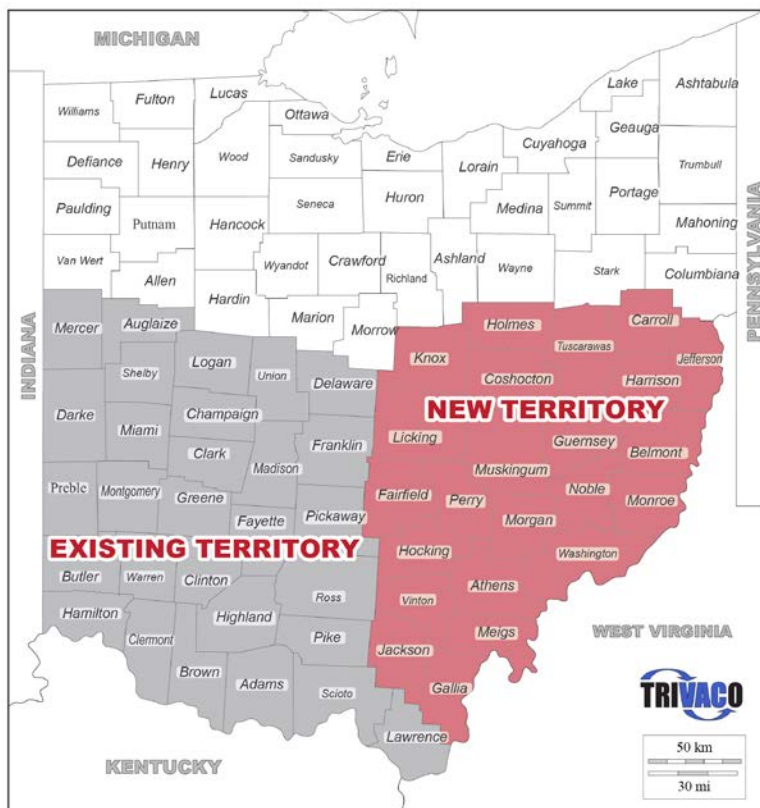 MICHIGAN
Lake
Ashtabula
Williams
Fulton
Lucas
Ottawa
Geauga
Cuyahoga
Defiance
Henry
Wood
Sandusky
Erie
Lorain
Trumbull
Paulding
Putnam
Hancock
Seneca
Huron
Medina
Summit
Portage
Mahoning
Van Wert
Allen
Wyandot
Crawford
Richland
Ashland
Wayne
Stark
Columbiana
PENNSYLVANIA
INDIANA
Hardin
Marion
Morrow
Mercer
Auglaize
Holmes
Carroll
Logan
Union
Knox
Tuscarawas
Jefferson
Shelby
Delaware
Coshocton
Harrison
Darke
Champaign
NEW TERRITORY
Miami
Clark
Franklin
Licking
Guernsey
Belmont
Madison
Muskingum
Preble
Montgomery
Greene
Fairfield
Perry
Noble
Monroe
Fayette
Pickaway
Morgan
EXISTING TERRITORY
Hocking
Washington
Butler
Warren
Clinton
Ross
Vinton
Athens
Hamilton
Clermont
Highland
Pike
Jackson
Meigs
WEST VIRGINIA
Brown
Adams
Scioto
Gallia
TRIVACO
Lawrence
KENTUCKY
50 km
30 mi